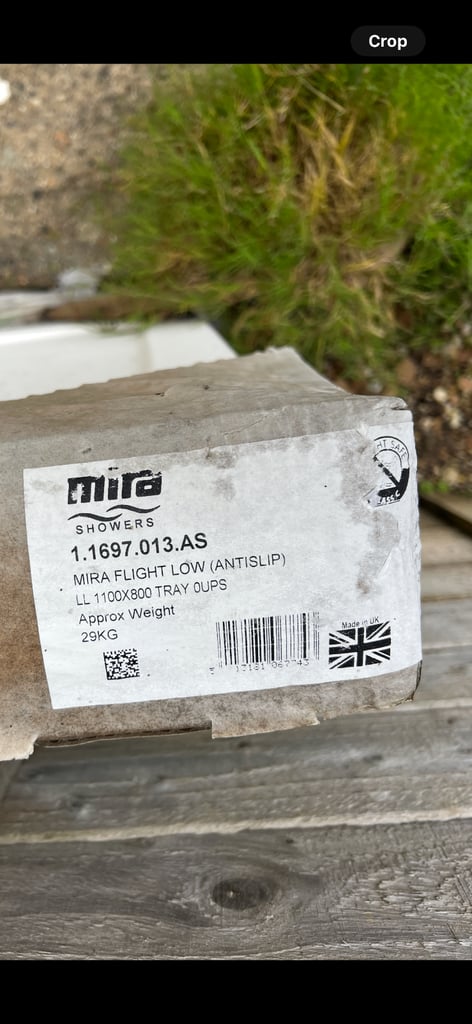 Crop
mira
SHOWERS
1.1697.013.AS
MIRA FLIGHT LOW (ANTISLIP)
LL 1100X800 TRAY 0UPS
Approx Weight
29KG
Made in UK